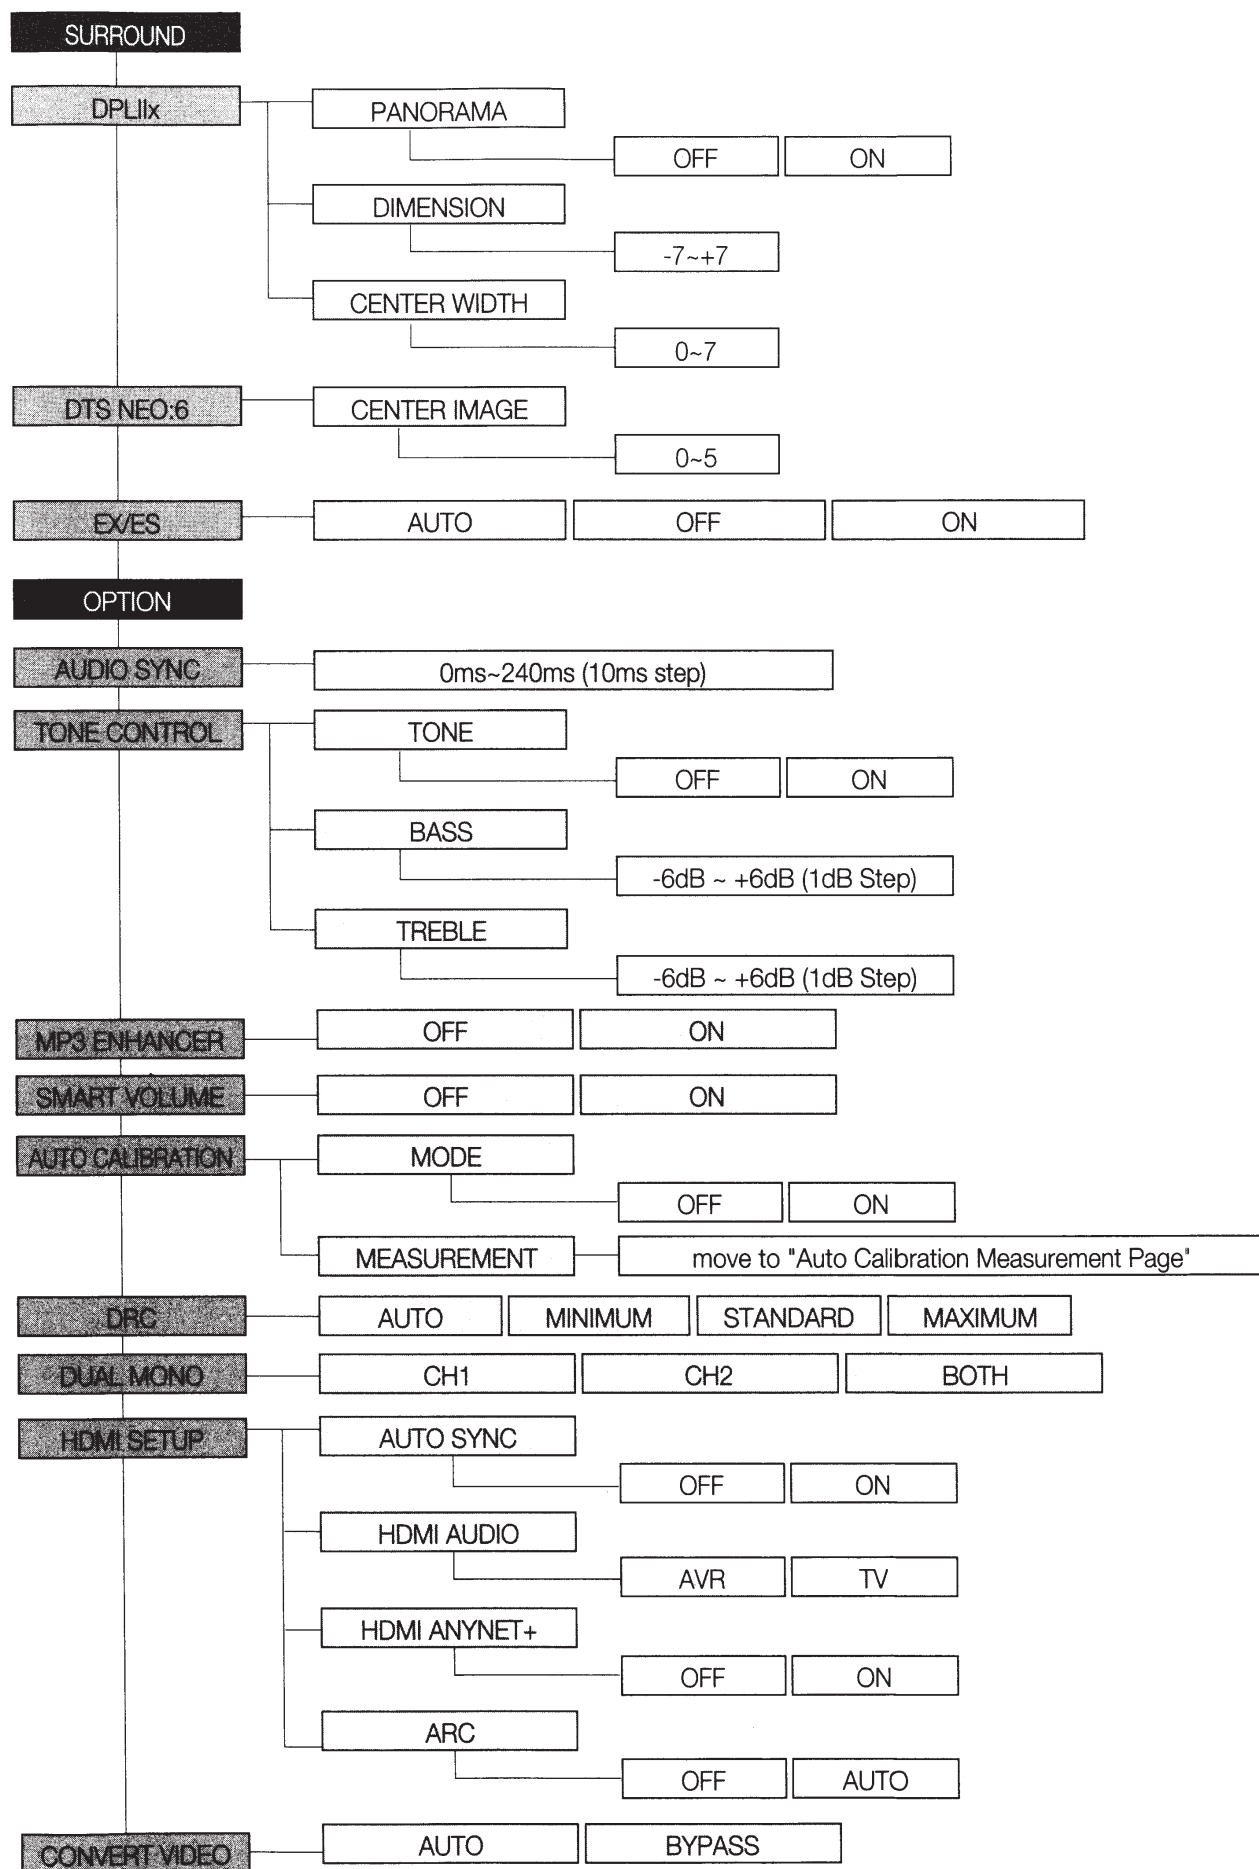 SURROUND
DPLIIx
PANORAMA
OFF ON
DIMENSION
-7~+7
CENTER WIDTH
0~7
DTS NEO:6
CENTER IMAGE
0~5
EX/ES
AUTO OFF ON
OPTION
AUDIO SYNC
0ms~240ms (10ms step)
TONE CONTROL
TONE
OFF ON
BASS
-6dB ~ +6dB (1dB Step)
TREBLE
-6dB ~ +6dB (1dB Step)
MP3 ENHANCER
OFF ON
SMART VOLUME
OFF ON
AUTO CALIBRATION
MODE
OFF ON
MEASUREMENT
move to "Auto Calibration Measurement Page"
DRC
AUTO MINIMUM STANDARD MAXIMUM
DUAL MONO
CH1 CH2 BOTH
HDMI SETUP
AUTO SYNC
OFF ON
HDMI AUDIO
AVR TV
HDMI ANYNET+
OFF ON
ARC
OFF AUTO
CONVERT VIDEO
AUTO BYPASS